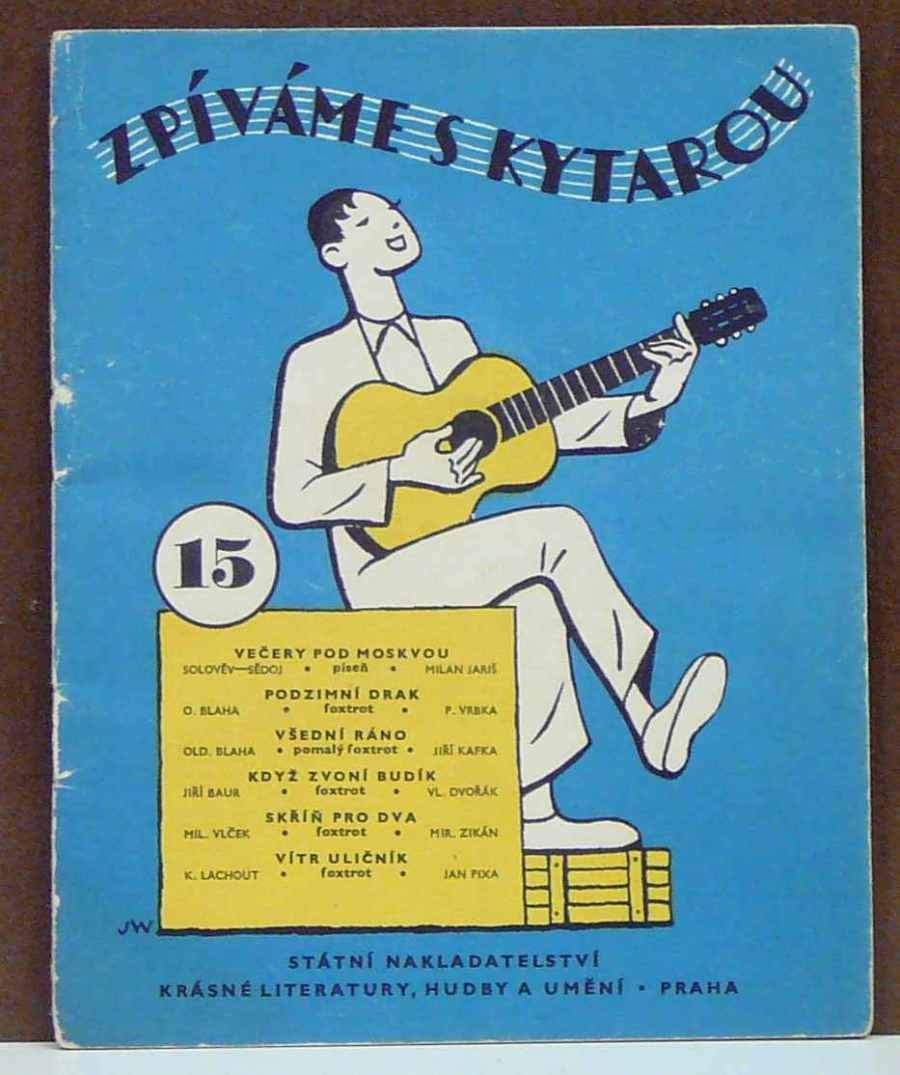 ZPÍVÁME S KYTAROU
15
VEČERY POD MOSKVOU
SOLOVĚV—SĚDOJ • píseň • MILAN JARIŠ
PODZIMNÍ DRAK
O. BLAHA • foxtrot • P. VRBKA
VŠEDNÍ RÁNO
OLD. BLAHA • pomalý foxtrot • JIŘÍ KAFKA
KDYŽ ZVONÍ BUDÍK
JIŘÍ BAUR • foxtrot • VL. DVOŘÁK
SKŘÍŇ PRO DVA
MIL. VLČEK • foxtrot • MIR. ZIKÁN
VÍTR ULIČNÍK
K. LACHOUT • foxtrot • JAN PIXA
JW
STÁTNÍ NAKLADATELSTVÍ
KRÁSNÉ LITERATURY, HUDBY A UMĚNÍ • PRAHA